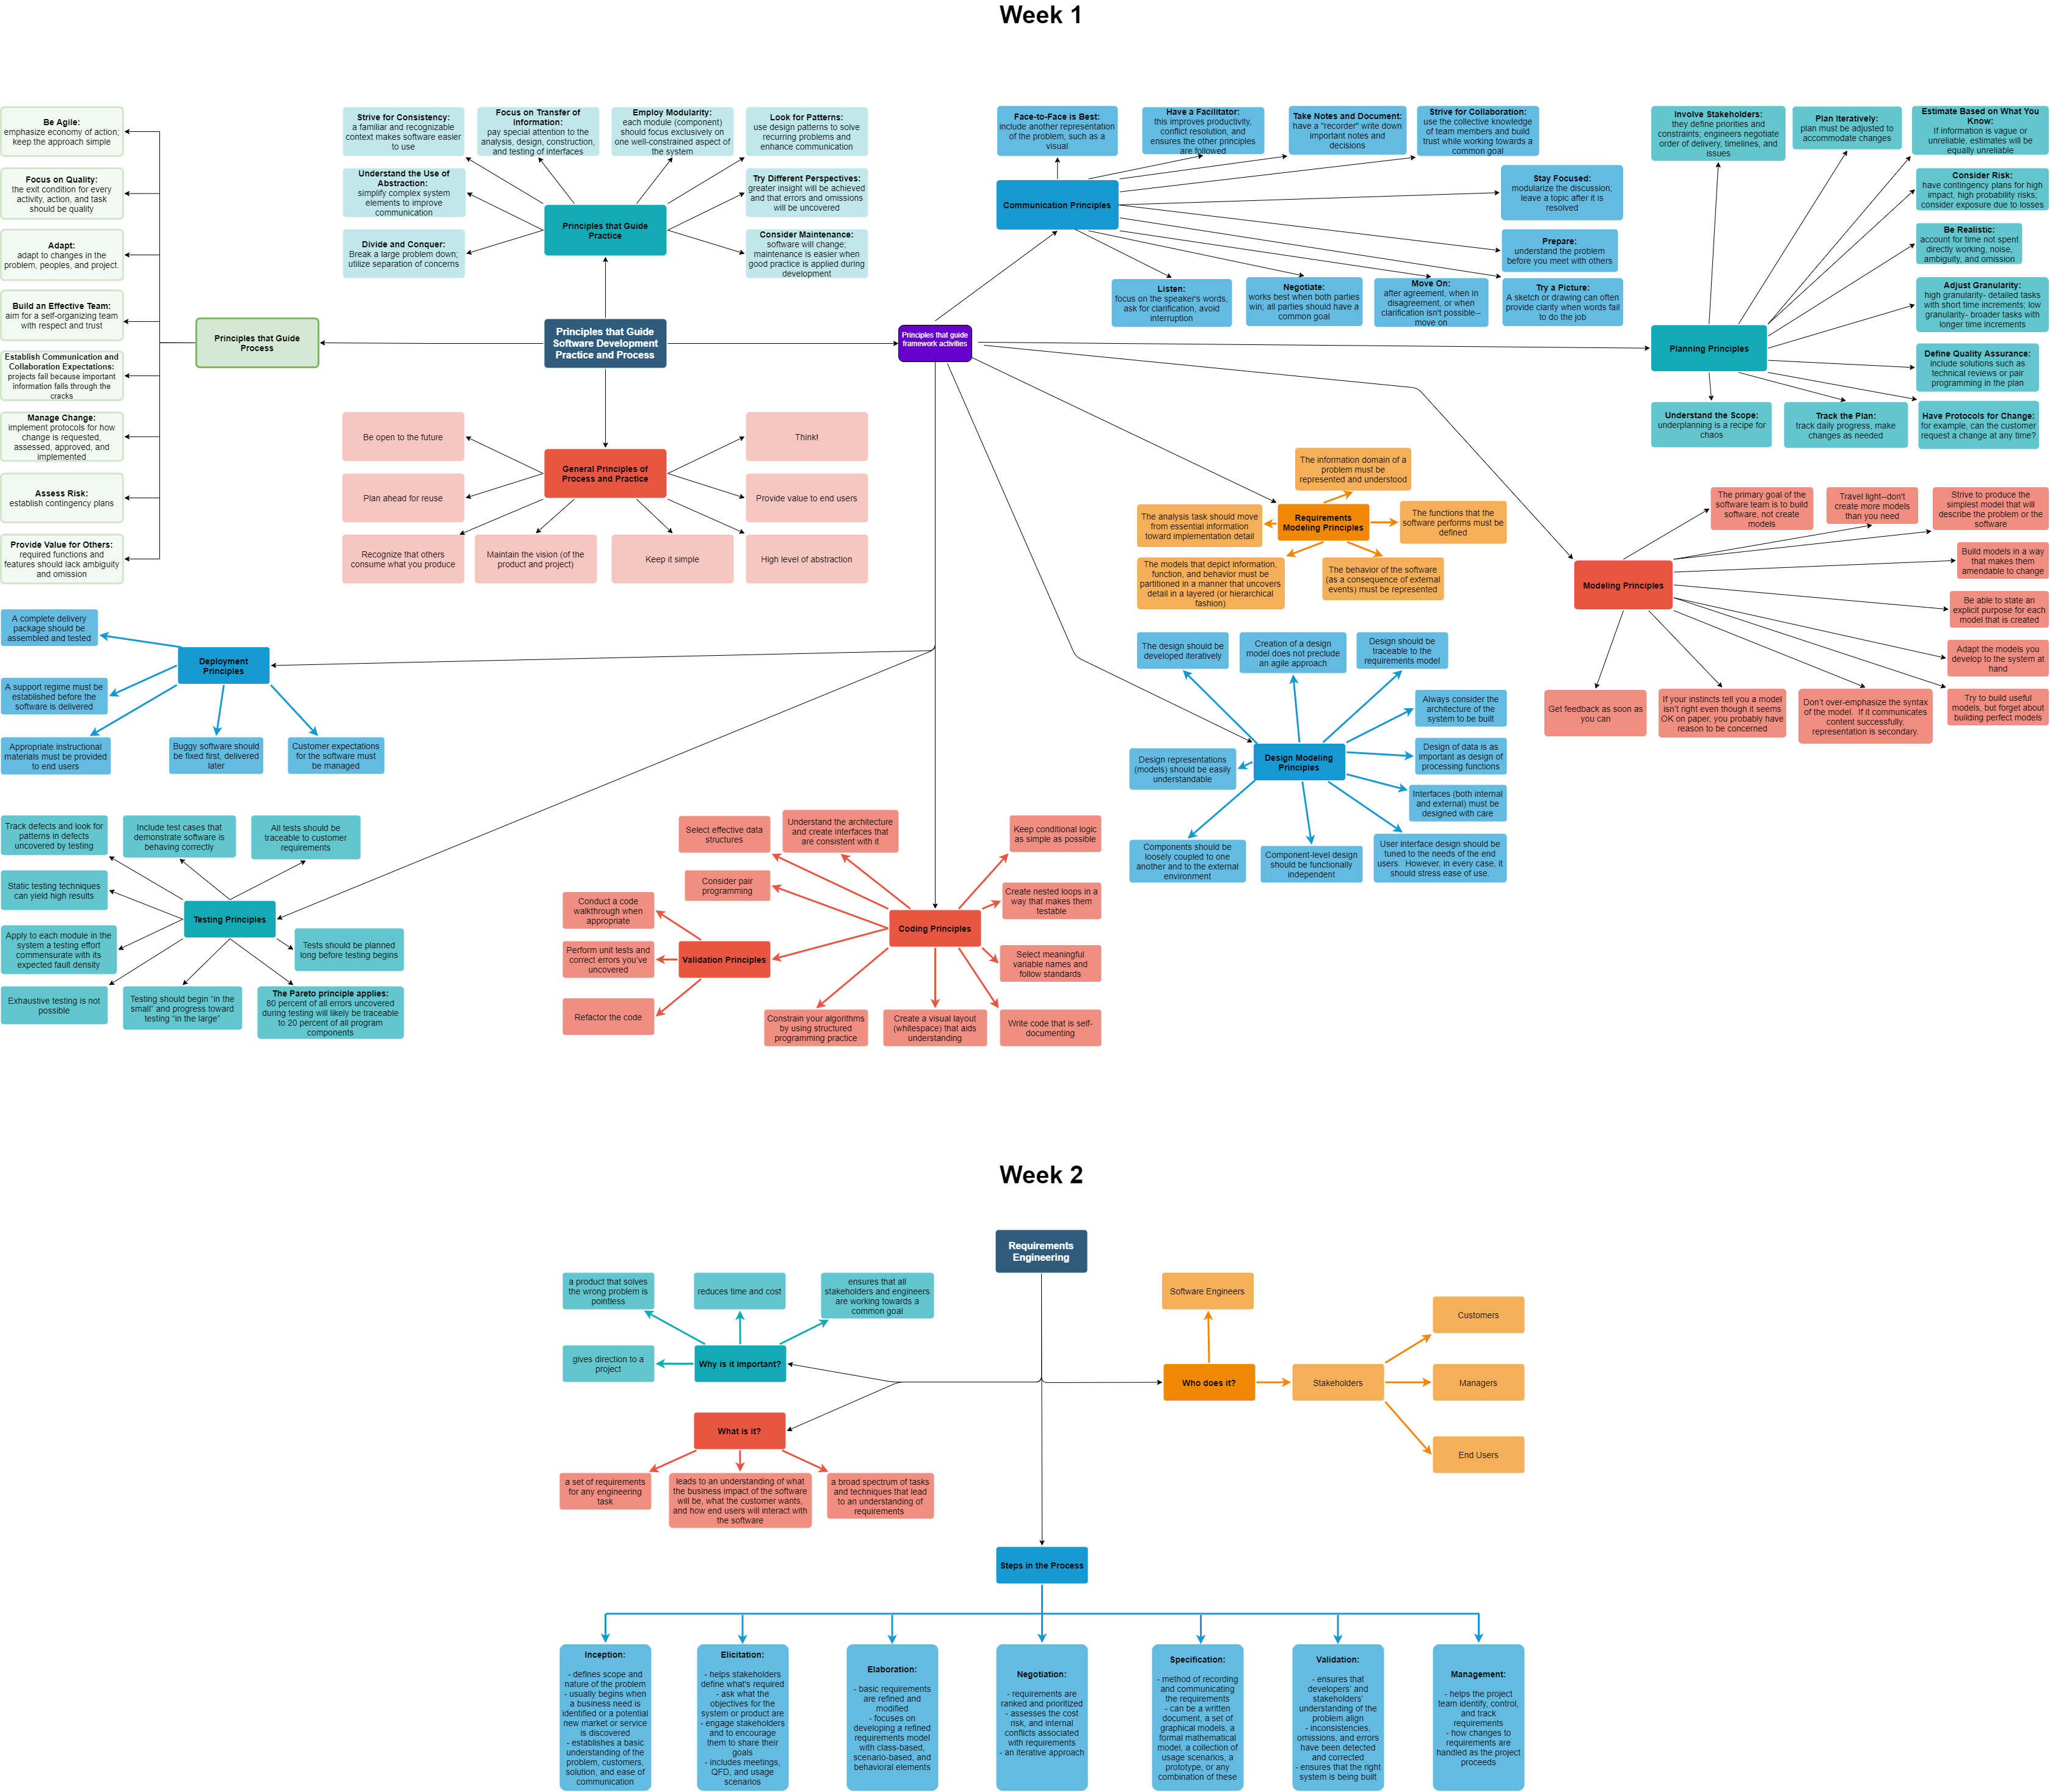 Week 1
Be Agile:
emphasize economy of action;
keep the approach simple
Focus on Quality:
the exit condition for every
activity, action, and task
should be quality
Adapt:
adapt to changes in the
problem, peoples, and project.
Build an Effective Team:
aim for a self-organizing team
with respect and trust
Establish Communication and
Collaboration Expectations:
projects fail because important
information falls through the
cracks
Manage Change:
implement protocols for how
change is requested,
assessed, approved, and
implemented
Assess Risk:
establish contingency plans
Provide Value for Others:
required functions and
features should lack ambiguity
and omission
Principles that Guide
Process
Strive for Consistency:
a familiar and recognizable
context makes software easier
to use
Focus on Transfer of
Information:
pay special attention to the
analysis, design, construction,
and testing of interfaces
Employ Modularity:
each module (component)
should focus exclusively on
one well-constrained aspect of
the system
Look for Patterns:
use design patterns to solve
recurring problems and
enhance communication
Understand the Use of
Abstraction:
simplify complex system
elements to improve
communication
Try Different Perspectives:
greater insight will be achieved
and that errors and omissions
will be uncovered
Divide and Conquer:
Break a large problem down;
utilize separation of concerns
Consider Maintenance:
software will change;
maintenance is easier when
good practice is applied during
development
Principles that Guide
Practice
Principles that Guide
Software Development
Practice and Process
General Principles of
Process and Practice
Be open to the future
Think!
Plan ahead for reuse
Provide value to end users
Recognize that others
consume what you produce
Maintain the vision (of the
product and project)
Keep it simple
High level of abstraction
Principles that guide
framework activities
Face-to-Face is Best:
include another representation
of the problem, such as a
visual
Have a Facilitator:
this improves productivity,
conflict resolution, and
ensures the other principles
are followed
Take Notes and Document:
have a "recorder" write down
important notes and
decisions
Strive for Collaboration:
use the collective knowledge
of team members and build
trust while working towards a
common goal
Communication Principles
Stay Focused:
modularize the discussion;
leave a topic after it is
resolved
Prepare:
understand the problem
before you meet with others
Listen:
focus on the speaker's words,
ask for clarification, avoid
interruption
Negotiate:
works best when both parties
win; all parties should have a
common goal
Move On:
after agreement, when in
disagreement, or when
clarification isn't possible--
move on
Try a Picture:
A sketch or drawing can often
provide clarity when words fail
to do the job
Involve Stakeholders:
they define priorities and
constraints; engineers negotiate
order of delivery, timelines, and
issues
Plan Iteratively:
plan must be adjusted to
accommodate changes
Estimate Based on What You
Know:
If information is vague or
unreliable, estimates will be
equally unreliable
Consider Risk:
have contingency plans for high
impact, high probability risks;
consider exposure due to losses
Be Realistic:
account for time not spent
directly working, noise,
ambiguity, and omission
Adjust Granularity:
high granularity- detailed tasks
with short time increments; low
granularity- broader tasks with
longer time increments
Planning Principles
Define Quality Assurance:
include solutions such as
technical reviews or pair
programming in the plan
Understand the Scope:
underplanning is a recipe for
chaos
Track the Plan:
track daily progress, make
changes as needed
Have Protocols for Change:
for example, can the customer
request a change at any time?
The information domain of a
problem must be
represented and understood
The analysis task should move
from essential information
toward implementation detail
Requirements
Modeling Principles
The functions that the
software performs must be
defined
The models that depict information,
function, and behavior must be
partitioned in a manner that uncovers
detail in a layered (or hierarchical
fashion)
The behavior of the software
(as a consequence of external
events) must be represented
The primary goal of the
software team is to build
software, not create
models
Travel light--don't
create more models
than you need
Strive to produce the
simplest model that will
describe the problem or the
software
Build models in a way
that makes them
amendable to change
Modeling Principles
Be able to state an
explicit purpose for each
model that is created
Adapt the models you
develop to the system at
hand
Get feedback as soon as
you can
If your instincts tell you a model
isn't right even though it seems
OK on paper, you probably have
reason to be concerned
Don't over-emphasize the syntax
of the model.  If it communicates
content successfully,
representation is secondary.
Try to build useful
models, but forget about
building perfect models
A complete delivery
package should be
assembled and tested
Deployment
Principles
A support regime must be
established before the
software is delivered
Appropriate instructional
materials must be provided
to end users
Buggy software should
be fixed first, delivered
later
Customer expectations
for the software must
be managed
The design should be
developed iteratively
Creation of a design
model does not preclude
an agile approach
Design should be
traceable to the
requirements model
Always consider the
architecture of the
system to be built
Design representations
(models) should be easily
understandable
Design Modeling
Principles
Design of data is as
important as design of
processing functions
Interfaces (both internal
and external) must be
designed with care
Components should be
loosely coupled to one
another and to the external
environment
Component-level design
should be functionally
independent
User interface design should be
tuned to the needs of the end
users.  However, in every case, it
should stress ease of use.
Track defects and look for
patterns in defects
uncovered by testing
Include test cases that
demonstrate software is
behaving correctly
All tests should be
traceable to customer
requirements
Static testing techniques
can yield high results
Testing Principles
Apply to each module in the
system a testing effort
commensurate with its
expected fault density
Tests should be planned
long before testing begins
Exhaustive testing is not
possible
Testing should begin “in the
small” and progress toward
testing “in the large”
The Pareto principle applies:
80 percent of all errors uncovered
during testing will likely be traceable
to 20 percent of all program
components
Select effective data
structures
Understand the architecture
and create interfaces that
are consistent with it
Keep conditional logic
as simple as possible
Consider pair
programming
Create nested loops in a
way that makes them
testable
Conduct a code
walkthrough when
appropriate
Coding Principles
Perform unit tests and
correct errors you've
uncovered
Validation Principles
Select meaningful
variable names and
follow standards
Refactor the code
Constrain your algorithms
by using structured
programming practice
Create a visual layout
(whitespace) that aids
understanding
Write code that is self-
documenting
Week 2
Requirements
Engineering
a product that solves
the wrong problem is
pointless
reduces time and cost
ensures that all
stakeholders and engineers
are working towards a
common goal
gives direction to a
project
Why is it important?
Software Engineers
Who does it?
Stakeholders
Customers
Managers
End Users
What is it?
a set of requirements
for any engineering
task
leads to an understanding of what
the business impact of the software
will be, what the customer wants,
and how end users will interact with
the software
a broad spectrum of tasks
and techniques that lead
to an understanding of
requirements
Steps in the Process
Inception:
- defines scope and
nature of the problem
- usually begins when
a business need is
identified or a potential
new market or service
is discovered
- establishes a basic
understanding of the
problem, customers,
solution, and ease of
communication
Elicitation:
- helps stakeholders
define what's required
- ask what the
objectives for the
system or product are
- engage stakeholders
and to encourage
them to share their
goals
- includes meetings,
QFD, and usage
scenarios
Elaboration:
- basic requirements
are refined and
modified
- focuses on
developing a refined
requirements model
with class-based,
scenario-based, and
behavioral elements
Negotiation:
- requirements are
ranked and prioritized
- assesses the cost
risk, and internal
conflicts associated
with requirements
- an iterative approach
Specification:
- method of recording
and communicating
the requirements
- can be a written
document, a set of
graphical models, a
formal mathematical
model, a collection of
usage scenarios, a
prototype, or any
combination of these
Validation:
- ensures that
developers' and
stakeholders'
understanding of the
problem align
- inconsistencies,
omissions, and errors
have been detected
and corrected
- ensures that the right
system is being built
Management:
- helps the project
team identify, control,
and track
requirements
- how changes to
requirements are
handled as the project
proceeds